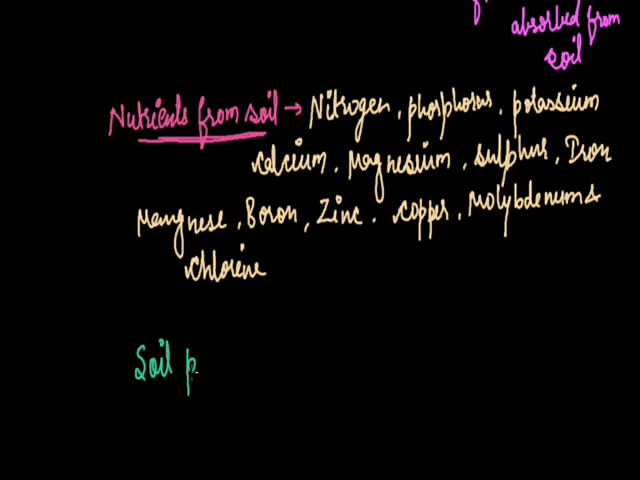 absorbed from
soil
Nutrients from soil → Nitrogen, phosphorus, potassium
calcium, Magnesium, sulphur, Iron
Mangnese, Boron, Zinc. copper, Molybdenum &
chlorine
Soil p